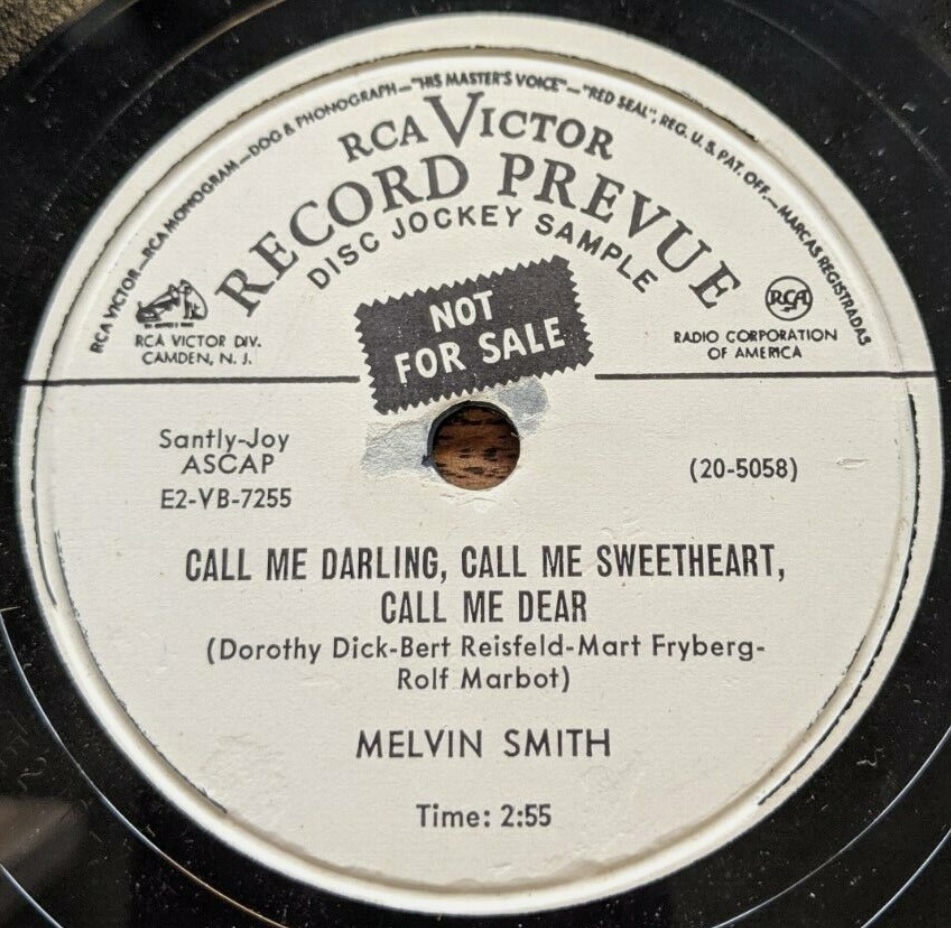 RCA VICTOR—RCA MONOGRAM—DOG & PHONOGRAPH—"HIS MASTER'S VOICE"—"RED SEAL", REG. U. S. PAT. OFF.—MARCAS REGISTRADAS
RCA VICTOR
RECORD PREVUE
DISC JOCKEY SAMPLE
NOT
FOR SALE
RCA VICTOR DIV.
CAMDEN, N. J.
RCA
RADIO CORPORATION
OF AMERICA
Santly-Joy
ASCAP
E2-VB-7255
(20-5058)
CALL ME DARLING, CALL ME SWEETHEART,
CALL ME DEAR
(Dorothy Dick-Bert Reisfeld-Mart Fryberg-
Rolf Marbot)
MELVIN SMITH
Time: 2:55